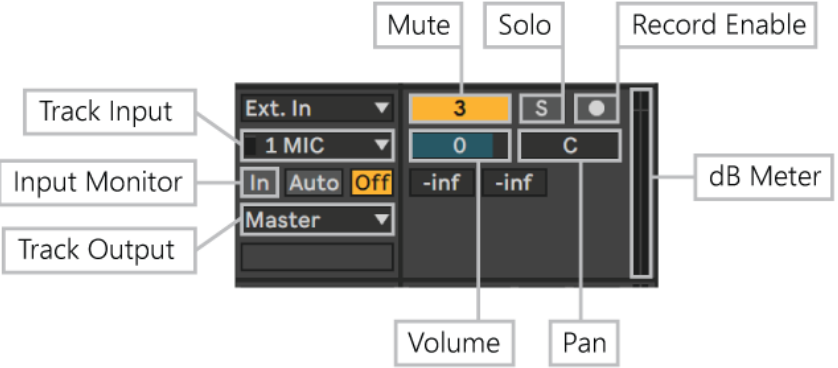 Mute Solo Record Enable
Track Input Ext. In 3 S
1 MIC 0 C
Input Monitor In Auto Off -inf -inf dB Meter
Track Output Master
Volume Pan